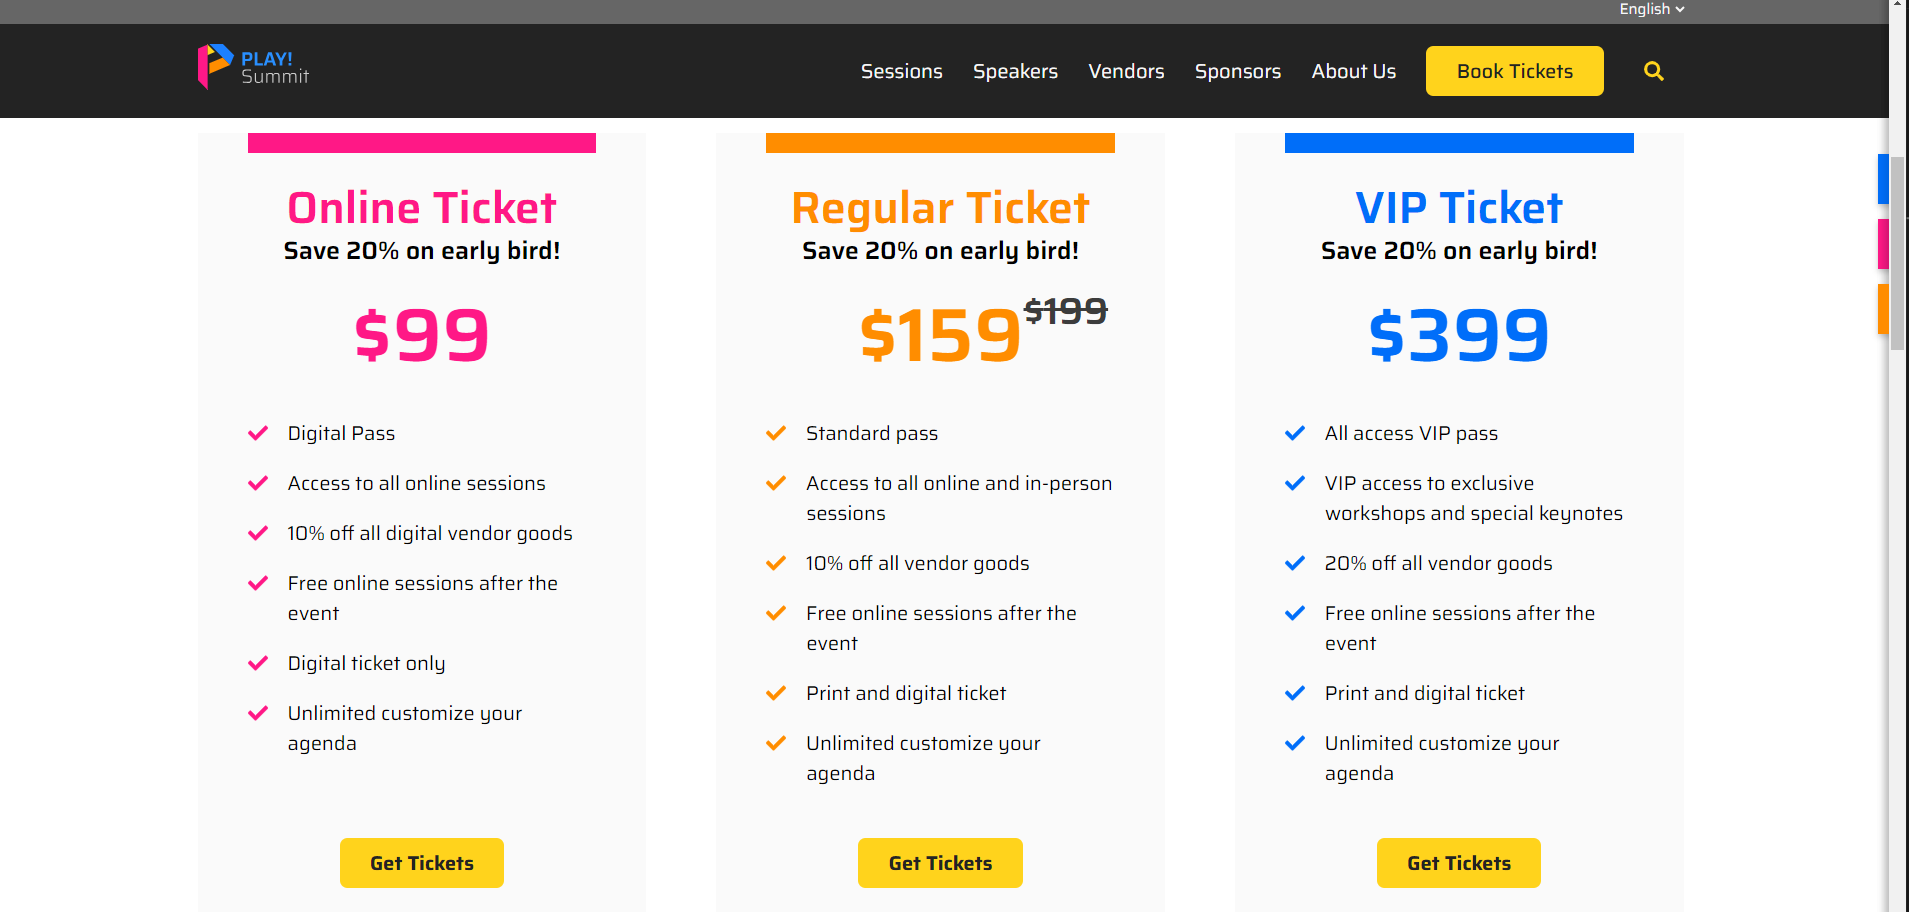 English
PLAY!
Summit
Sessions Speakers Vendors Sponsors About Us Book Tickets
Online Ticket
Save 20% on early bird!
$99
Digital Pass
Access to all online sessions
10% off all digital vendor goods
Free online sessions after the
event
Digital ticket only
Unlimited customize your
agenda
Get Tickets
Regular Ticket
Save 20% on early bird!
$159 $199
Standard pass
Access to all online and in-person
sessions
10% off all vendor goods
Free online sessions after the
event
Print and digital ticket
Unlimited customize your
agenda
Get Tickets
VIP Ticket
Save 20% on early bird!
$399
All access VIP pass
VIP access to exclusive
workshops and special keynotes
20% off all vendor goods
Free online sessions after the
event
Print and digital ticket
Unlimited customize your
agenda
Get Tickets